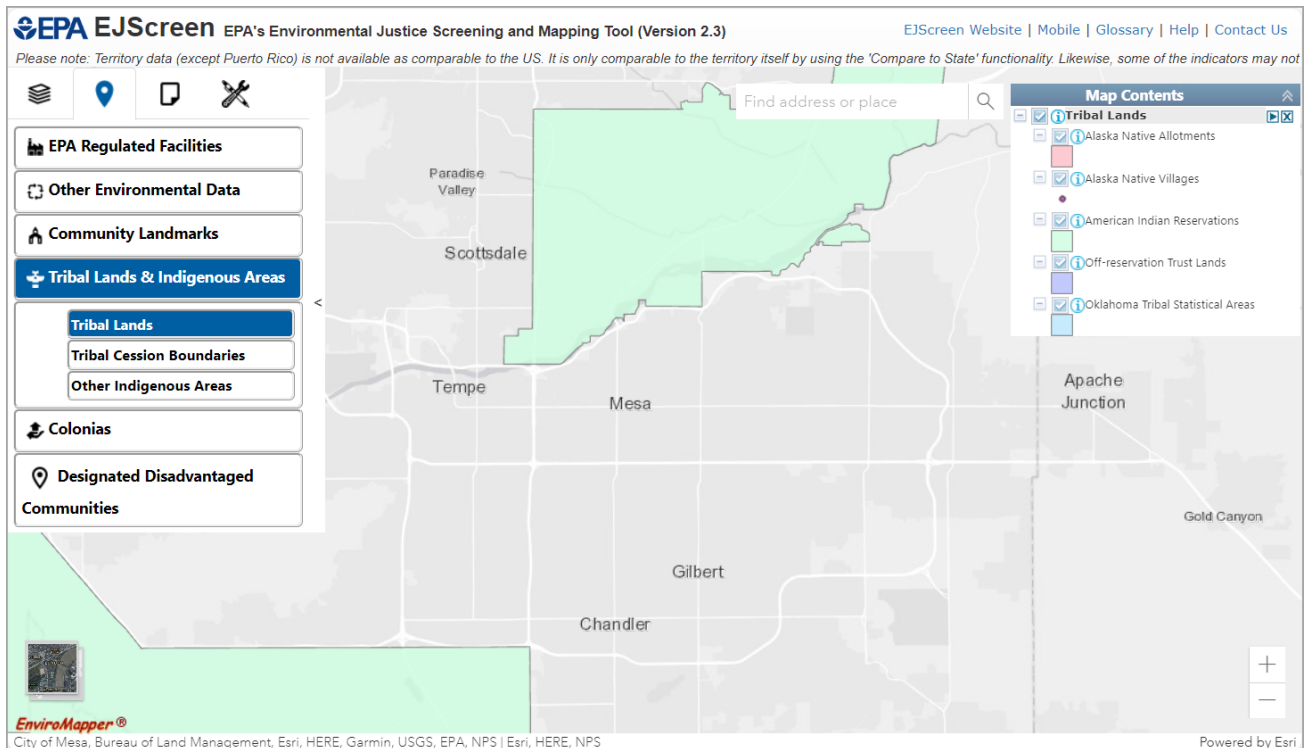 EPA EJScreen EPA's Environmental Justice Screening and Mapping Tool (Version 2.3)
EJScreen Website | Mobile | Glossary | Help | Contact Us
Please note: Territory data (except Puerto Rico) is not available as comparable to the US. It is only comparable to the territory itself by using the 'Compare to State' functionality. Likewise, some of the indicators may not
EPA Regulated Facilities
Other Environmental Data
Community Landmarks
Tribal Lands & Indigenous Areas
Tribal Lands
Tribal Cession Boundaries
Other Indigenous Areas
Colonias
Designated Disadvantaged
Communities
<
Find address or place
Map Contents
Tribal Lands
Alaska Native Allotments
Alaska Native Villages
American Indian Reservations
Off-reservation Trust Lands
Oklahoma Tribal Statistical Areas
Paradise
Valley
Scottsdale
Tempe
Mesa
Apache
Junction
Gold Canyon
Gilbert
Chandler
+
−
EnviroMapper ®
City of Mesa, Bureau of Land Management, Esri, HERE, Garmin, USGS, EPA, NPS | Esri, HERE, NPS
Powered by Esri